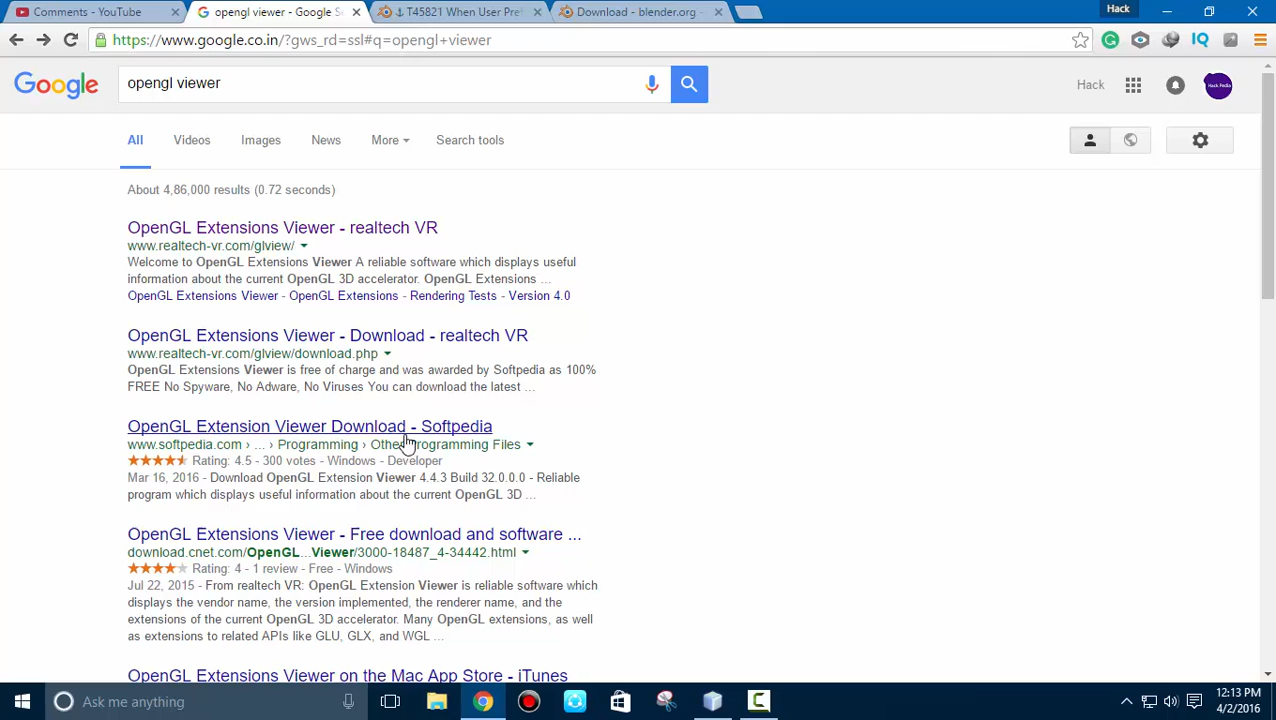 Comments - YouTube
opengl viewer - Google S
T45821 When User Pref
Download - blender.org -
Hack
https://www.google.co.in/?gws_rd=ssl#q=opengl+viewer
IQ
Google
opengl viewer
Hack
Hack Pedia
All
Videos
Images
News
More
Search tools
About 4,86,000 results (0.72 seconds)
OpenGL Extensions Viewer - realtech VR
www.realtech-vr.com/glview/
Welcome to OpenGL Extensions Viewer A reliable software which displays useful
information about the current OpenGL 3D accelerator. OpenGL Extensions ...
OpenGL Extensions Viewer - OpenGL Extensions - Rendering Tests - Version 4.0
OpenGL Extensions Viewer - Download - realtech VR
www.realtech-vr.com/glview/download.php
OpenGL Extensions Viewer is free of charge and was awarded by Softpedia as 100%
FREE No Spyware, No Adware, No Viruses You can download the latest ...
OpenGL Extension Viewer Download - Softpedia
www.softpedia.com › ... › Programming › Other Programming Files
Rating: 4.5 - 300 votes - Windows - Developer
Mar 16, 2016 - Download OpenGL Extension Viewer 4.4.3 Build 32.0.0.0 - Reliable
program which displays useful information about the current OpenGL 3D ...
OpenGL Extensions Viewer - Free download and software ...
download.cnet.com/OpenGL...Viewer/3000-18487_4-34442.html
Rating: 4 - 1 review - Free - Windows
Jul 22, 2015 - From realtech VR: OpenGL Extension Viewer is reliable software which
displays the vendor name, the version implemented, the renderer name, and the
extensions of the current OpenGL 3D accelerator. Many OpenGL extensions, as well
as extensions to related APIs like GLU, GLX, and WGL ...
OpenGL Extension Viewer on the Mac App Store - iTunes
Ask me anything
12:13 PM
4/2/2016